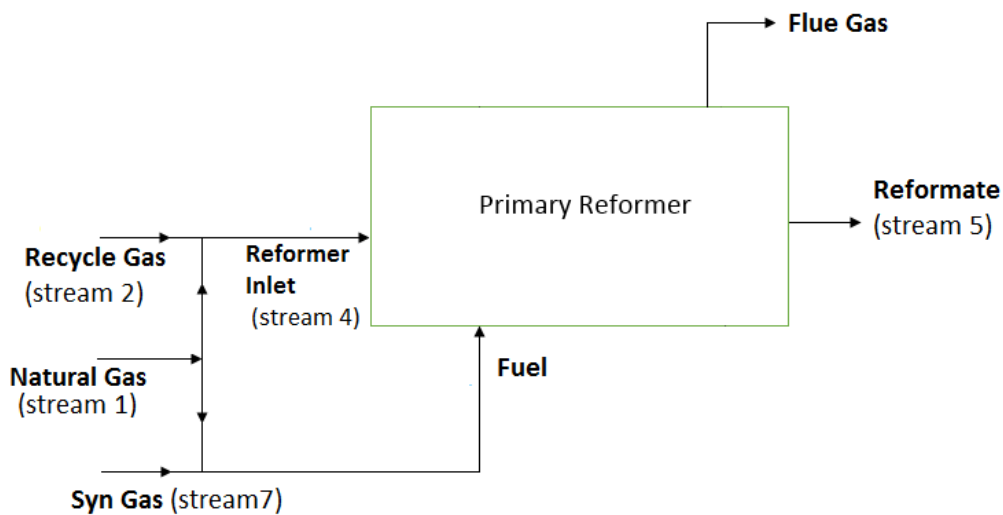 Flue Gas
Primary Reformer
Reformate
(stream 5)
Recycle Gas
(stream 2)
Reformer
Inlet
(stream 4)
Natural Gas
(stream 1)
Fuel
Syn Gas (stream7)